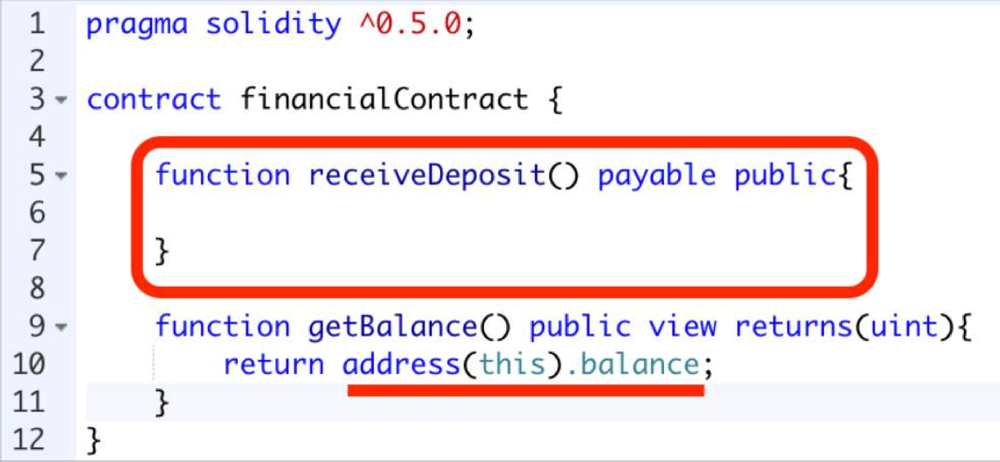 1 pragma solidity ^0.5.0;
2
3 contract financialContract {
4
5     function receiveDeposit() payable public{
6
7     }
8
9     function getBalance() public view returns(uint){
10         return address(this).balance;
11     }
12 }